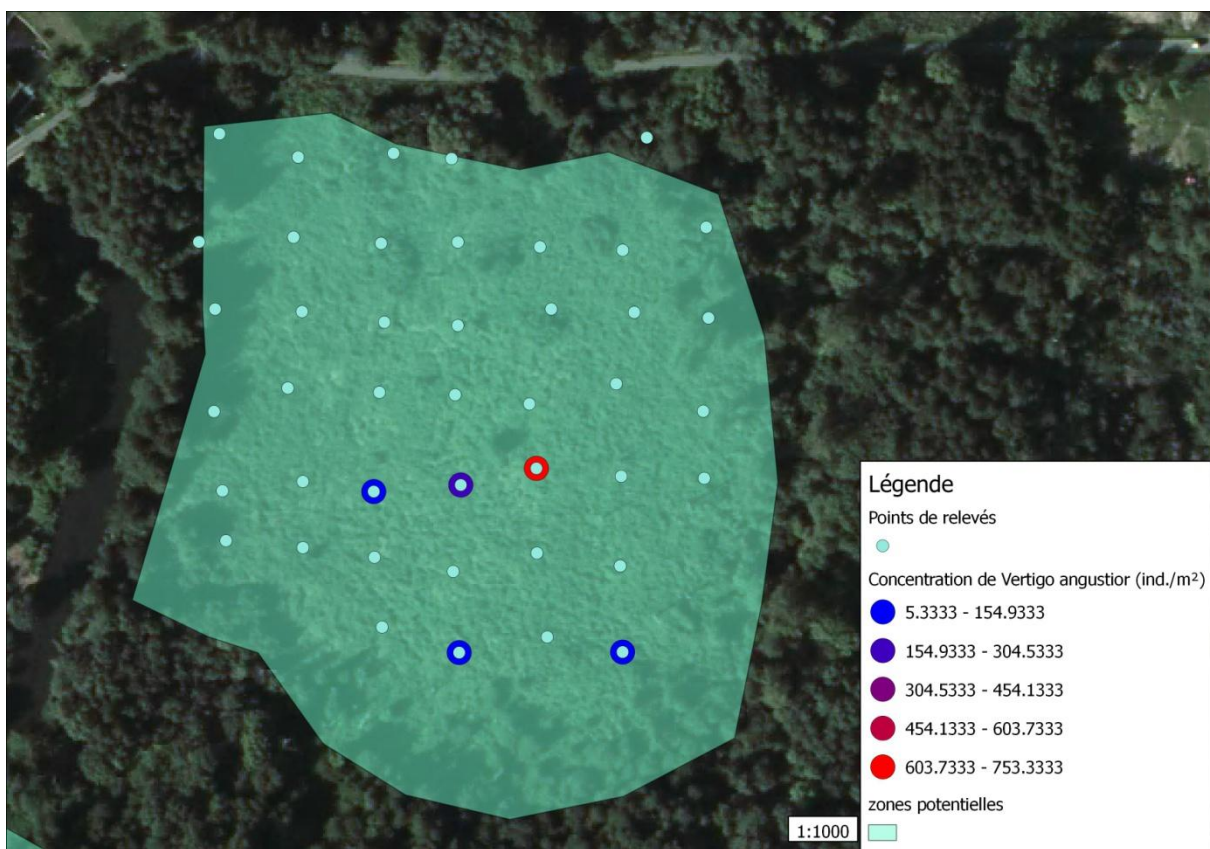 Légende
Points de relevés
Concentration de Vertigo angustior (ind./m²)
5.3333 - 154.9333
154.9333 - 304.5333
304.5333 - 454.1333
454.1333 - 603.7333
603.7333 - 753.3333
zones potentielles
1:1000